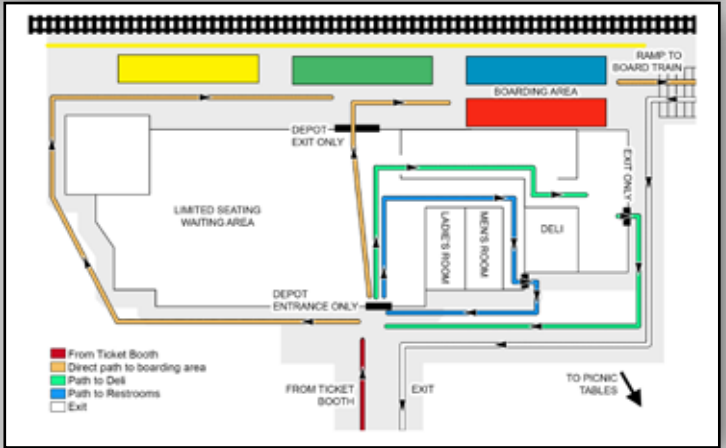 RAMP TO
BOARD TRAIN
BOARDING AREA
DEPOT
EXIT ONLY
EXIT ONLY
LIMITED SEATING
WAITING AREA
LADIE'S ROOM
MEN'S ROOM
DELI
DEPOT
ENTRANCE ONLY
From Ticket Booth
Direct path to boarding area
Path to Deli
Path to Restrooms
Exit
FROM TICKET
BOOTH
EXIT
TO PICNIC
TABLES